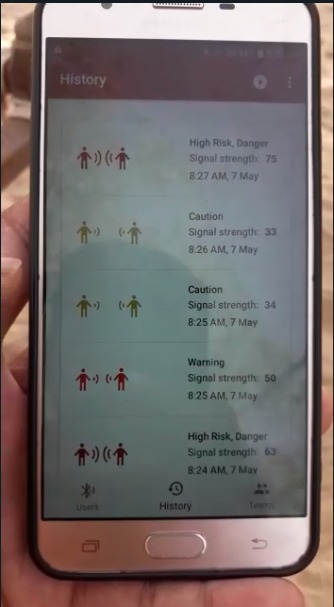 History
High Risk, Danger
Signal strength: 75
8:27 AM, 7 May
Caution
Signal strength: 33
8:26 AM, 7 May
Caution
Signal strength: 34
8:25 AM, 7 May
Warning
Signal strength: 50
8:25 AM, 7 May
High Risk, Danger
Signal strength: 63
8:24 AM, 7 May
Users
History
Teams